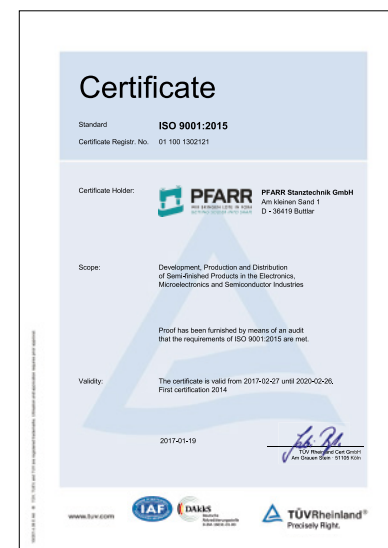 Certificate
Standard ISO 9001:2015
Certificate Registr. No. 01 100 1302121
Certificate Holder:
PFARR
PFARR Stanztechnik GmbH
Am kleinen Sand 1
D - 36419 Buttlar
Scope:
Development, Production and Distribution
of Semi-finished Products in the Electronics,
Microelectronics and Semiconductor Industries
Proof has been furnished by means of an audit
that the requirements of ISO 9001:2015 are met.
Validity:
The certificate is valid from 2017-02-27 until 2020-02-26.
First certification 2014
2017-01-19
TÜV Rheinland Cert GmbH
Am Grauen Stein · 51105 Köln
www.tuv.com
IAF
DAkkS
Deutsche
Akkreditierungsstelle
TÜVRheinland®
Precisely Right.